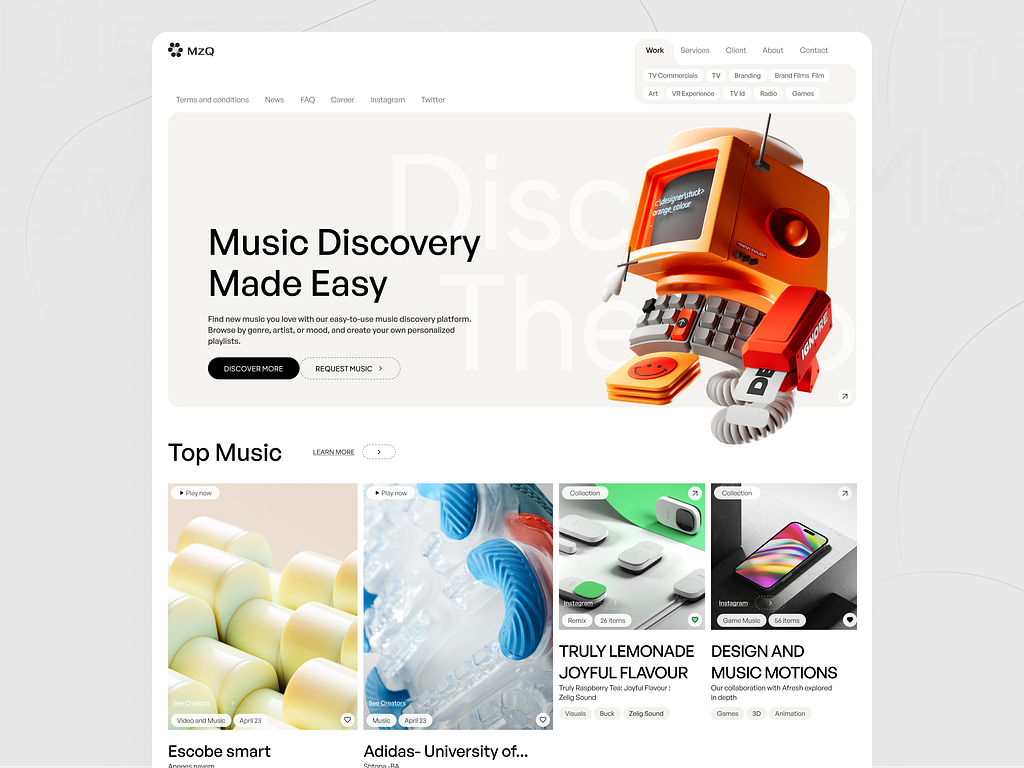 MZQ
Work
Services
Client
About
Contact
TV Commercials
TV
Branding
Brand Films Film
Art
VR Experience
TV Id
Radio
Games
Terms and conditions
News
FAQ
Career
Instagram
Twitter
Music Discovery
Made Easy
Find new music you love with our easy-to-use music discovery platform.
Browse by genre, artist, or mood, and create your own personalized
playlists.
DISCOVER MORE
REQUEST MUSIC
c:\designer\stuck>
orange_colour
IGNORE
Top Music
LEARN MORE
Play now
See Creators
Video and Music
April 23
Escobe smart
Play now
See Creators
Music
April 23
Adidas- University of...
Collection
Instagram
Remix
26 items
TRULY LEMONADE
JOYFUL FLAVOUR
Truly Raspberry Tea: Joyful Flavour :
Zelig Sound
Visuals
Buck
Zelig Sound
Collection
Instagram
Game Music
56 items
DESIGN AND
MUSIC MOTIONS
Our collaboration with Afresh explored
in depth
Games
3D
Animation